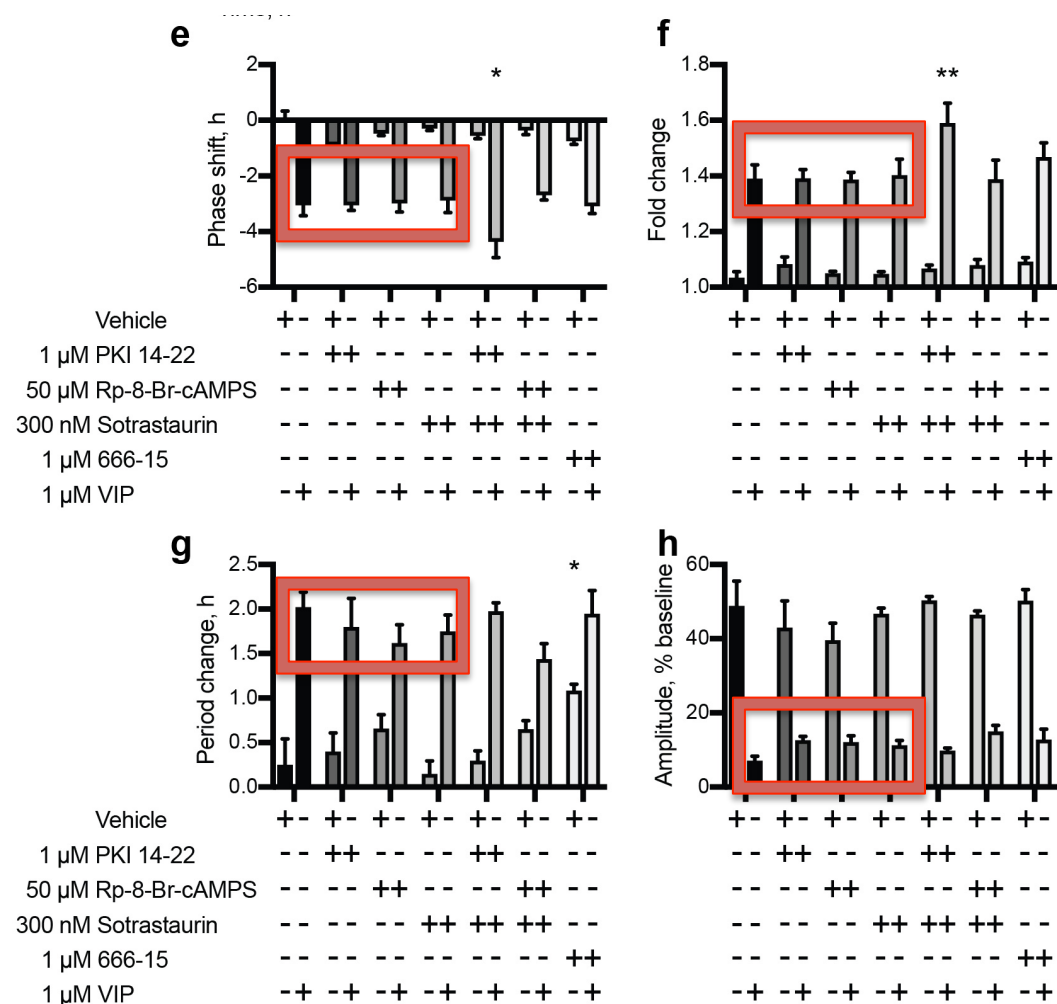 e
f
*
**
2
0
-2
-4
-6
Phase shift, h
1.8
1.6
1.4
1.2
1.0
Fold change
Vehicle +- -- -- -- -- -- +-
+- +- +- +- +- +- +-
1 µM PKI 14-22 -- ++ -- -- ++ -- --
-- ++ -- -- ++ -- --
50 µM Rp-8-Br-cAMPS -- -- ++ -- -- ++ --
-- -- ++ -- -- ++ --
300 nM Sotrastaurin -- -- -- ++ ++ ++ --
-- -- -- ++ ++ ++ --
1 µM 666-15 -- -- -- -- -- -- ++
-- -- -- -- -- -- ++
1 µM VIP -+ -+ -+ -+ -+ -+ -+
-+ -+ -+ -+ -+ -+ -+
g
h
*
2.5
2.0
1.5
1.0
0.5
0.0
Period change, h
60
40
20
0
Amplitude, % baseline
Vehicle +- +- +- +- +- +- +-
+- +- +- +- +- +- +-
1 µM PKI 14-22 -- ++ -- -- ++ -- --
-- ++ -- -- ++ -- --
50 µM Rp-8-Br-cAMPS -- -- ++ -- -- ++ --
-- -- ++ -- -- ++ --
300 nM Sotrastaurin -- -- -- ++ ++ ++ --
-- -- -- ++ ++ ++ --
1 µM 666-15 -- -- -- -- -- -- ++
-- -- -- -- -- -- ++
1 µM VIP -+ -+ -+ -+ -+ -+ -+
-+ -+ -+ -+ -+ -+ -+